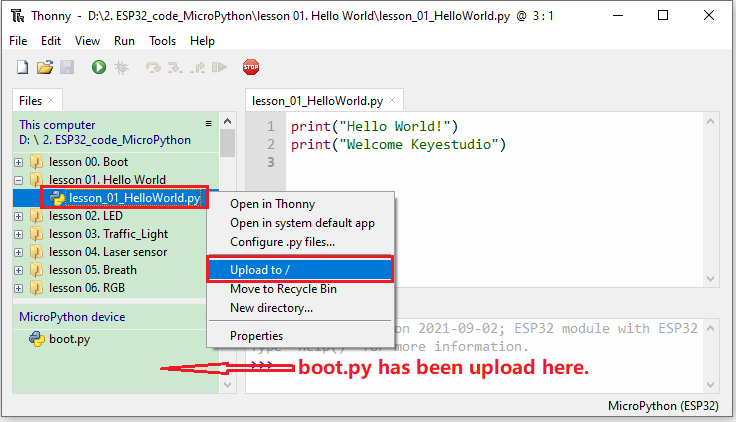 Thonny - D:\2. ESP32_code_MicroPython\lesson 01. Hello World\lesson_01_HelloWorld.py @ 3 : 1
File Edit View Run Tools Help
STOP
Files
lesson_01_HelloWorld.py
This computer
D: \ 2. ESP32_code_MicroPython
lesson 00. Boot
lesson 01. Hello World
lesson_01_HelloWorld.py
lesson 02. LED
lesson 03. Traffic_Light
lesson 04. Laser sensor
lesson 05. Breath
lesson 06. RGB
1 print("Hello World!")
2 print("Welcome Keyestudio")
3
Open in Thonny
Open in system default app
Configure .py files...
Upload to /
Move to Recycle Bin
New directory...
Properties
MicroPython device
boot.py
on 2021-09-02; ESP32 module with ESP32
Type "help()" for more information.
>>>
boot.py has been upload here.
MicroPython (ESP32)